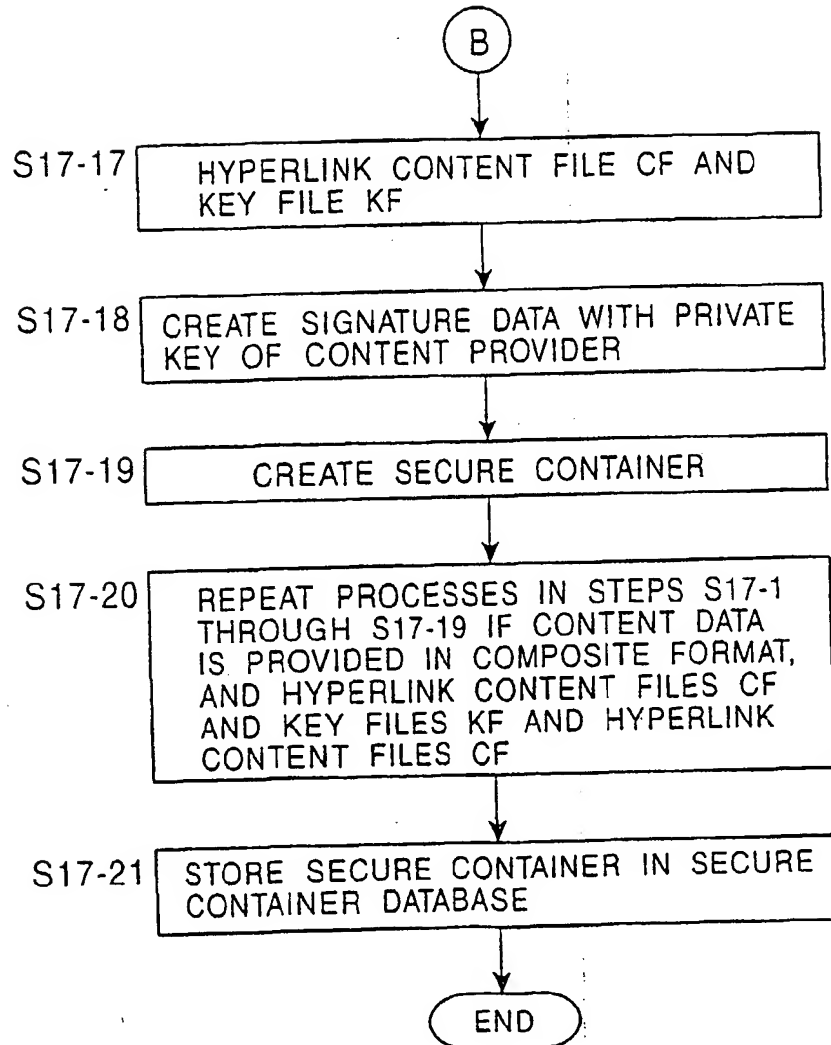 B
S17-17
HYPERLINK CONTENT FILE CF AND
KEY FILE KF
S17-18
CREATE SIGNATURE DATA WITH PRIVATE
KEY OF CONTENT PROVIDER
S17-19
CREATE SECURE CONTAINER
S17-20
REPEAT PROCESSES IN STEPS S17-1
THROUGH S17-19 IF CONTENT DATA
IS PROVIDED IN COMPOSITE FORMAT,
AND HYPERLINK CONTENT FILES CF
AND KEY FILES KF AND HYPERLINK
CONTENT FILES CF
S17-21
STORE SECURE CONTAINER IN SECURE
CONTAINER DATABASE
END